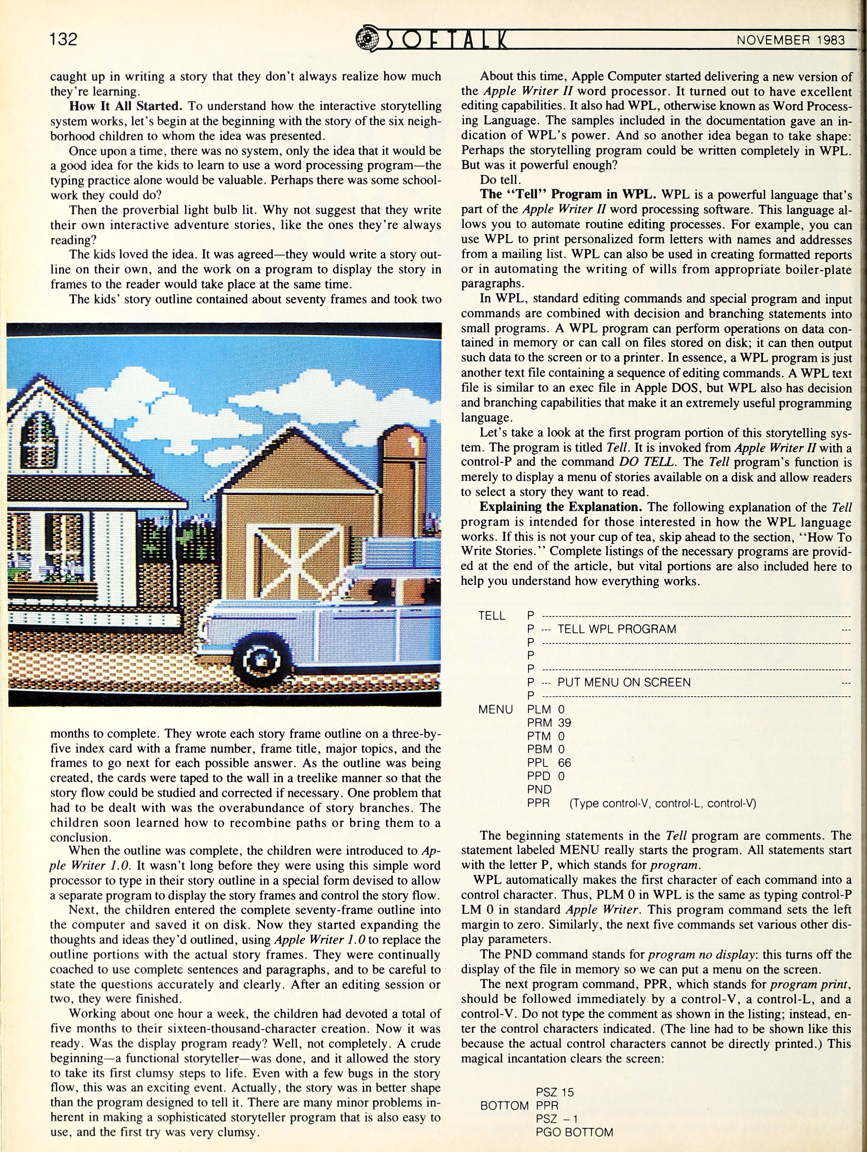 132
SOFTALK
NOVEMBER 1983
caught up in writing a story that they don't always realize how much
they're learning.
How It All Started. To understand how the interactive storytelling
system works, let's begin at the beginning with the story of the six neigh-
borhood children to whom the idea was presented.
Once upon a time, there was no system, only the idea that it would be
a good idea for the kids to learn to use a word processing program—the
typing practice alone would be valuable. Perhaps there was some school-
work they could do?
Then the proverbial light bulb lit. Why not suggest that they write
their own interactive adventure stories, like the ones they're always
reading?
The kids loved the idea. It was agreed—they would write a story out-
line on their own, and the work on a program to display the story in
frames to the reader would take place at the same time.
The kids' story outline contained about seventy frames and took two
months to complete. They wrote each story frame outline on a three-by-
five index card with a frame number, frame title, major topics, and the
frames to go next for each possible answer. As the outline was being
created, the cards were taped to the wall in a treelike manner so that the
story flow could be studied and corrected if necessary. One problem that
had to be dealt with was the overabundance of story branches. The
children soon learned how to recombine paths or bring them to a
conclusion.
When the outline was complete, the children were introduced to Ap-
ple Writer 1.0. It wasn't long before they were using this simple word
processor to type in their story outline in a special form devised to allow
a separate program to display the story frames and control the story flow.
Next, the children entered the complete seventy-frame outline into
the computer and saved it on disk. Now they started expanding the
thoughts and ideas they'd outlined, using Apple Writer 1.0 to replace the
outline portions with the actual story frames. They were continually
coached to use complete sentences and paragraphs, and to be careful to
state the questions accurately and clearly. After an editing session or
two, they were finished.
Working about one hour a week, the children had devoted a total of
five months to their sixteen-thousand-character creation. Now it was
ready. Was the display program ready? Well, not completely. A crude
beginning—a functional storyteller—was done, and it allowed the story
to take its first clumsy steps to life. Even with a few bugs in the story
flow, this was an exciting event. Actually, the story was in better shape
than the program designed to tell it. There are many minor problems in-
herent in making a sophisticated storyteller program that is also easy to
use, and the first try was very clumsy.
About this time, Apple Computer started delivering a new version of
the Apple Writer II word processor. It turned out to have excellent
editing capabilities. It also had WPL, otherwise known as Word Process-
ing Language. The samples included in the documentation gave an in-
dication of WPL's power. And so another idea began to take shape:
Perhaps the storytelling program could be written completely in WPL.
But was it powerful enough?
Do tell.
The "Tell" Program in WPL. WPL is a powerful language that's
part of the Apple Writer II word processing software. This language al-
lows you to automate routine editing processes. For example, you can
use WPL to print personalized form letters with names and addresses
from a mailing list. WPL can also be used in creating formatted reports
or in automating the writing of wills from appropriate boiler-plate
paragraphs.
In WPL, standard editing commands and special program and input
commands are combined with decision and branching statements into
small programs. A WPL program can perform operations on data con-
tained in memory or can call on files stored on disk; it can then output
such data to the screen or to a printer. In essence, a WPL program is just
another text file containing a sequence of editing commands. A WPL text
file is similar to an exec file in Apple DOS, but WPL also has decision
and branching capabilities that make it an extremely useful programming
language.
Let's take a look at the first program portion of this storytelling sys-
tem. The program is titled Tell. It is invoked from Apple Writer II with a
control-P and the command DO TELL. The Tell program's function is
merely to display a menu of stories available on a disk and allow readers
to select a story they want to read.
Explaining the Explanation. The following explanation of the Tell
program is intended for those interested in how the WPL language
works. If this is not your cup of tea, skip ahead to the section, "How To
Write Stories." Complete listings of the necessary programs are provid-
ed at the end of the article, but vital portions are also included here to
help you understand how everything works.
TELL P ------------------------------------------------
P --- TELL WPL PROGRAM ---
P ------------------------------------------------
P
P ------------------------------------------------
P --- PUT MENU ON SCREEN ---
P ------------------------------------------------
MENU PLM 0
PRM 39
PTM 0
PBM 0
PPL 66
PPD 0
PND
PPR (Type control-V, control-L, control-V)
The beginning statements in the Tell program are comments. The
statement labeled MENU really starts the program. All statements start
with the letter P, which stands for program.
WPL automatically makes the first character of each command into a
control character. Thus, PLM 0 in WPL is the same as typing control-P
LM 0 in standard Apple Writer. This program command sets the left
margin to zero. Similarly, the next five commands set various other dis-
play parameters.
The PND command stands for program no display: this turns off the
display of the file in memory so we can put a menu on the screen.
The next program command, PPR, which stands for program print,
should be followed immediately by a control-V, a control-L, and a
control-V. Do not type the comment as shown in the listing; instead, en-
ter the control characters indicated. (The line had to be shown like this
because the actual control characters cannot be directly printed.) This
magical incantation clears the screen:
PSZ 15
BOTTOM PPR
PSZ −1
PGO BOTTOM